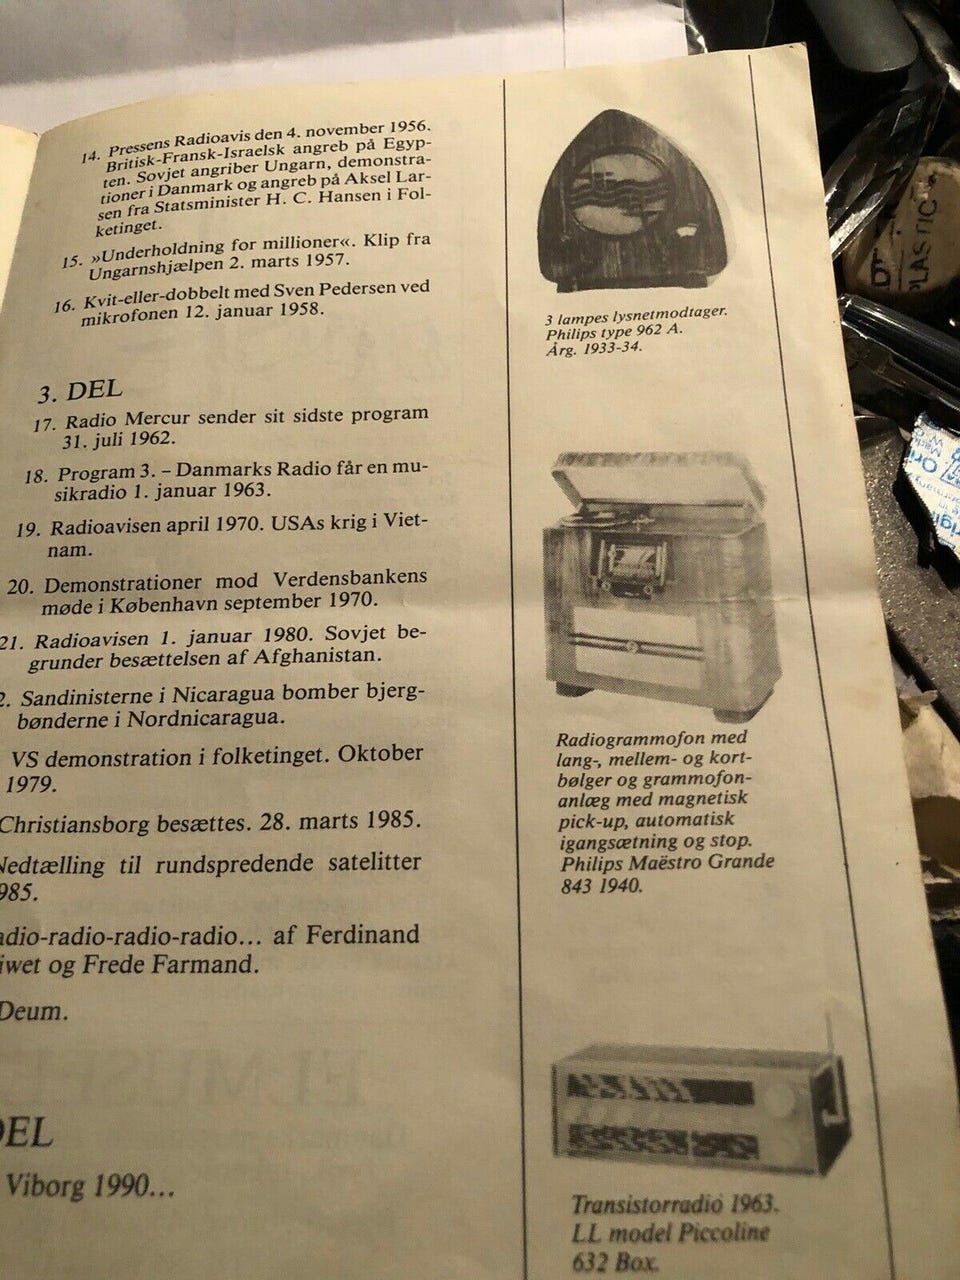 14. Pressens Radioavis den 4. november 1956.
Britisk-Fransk-Israelsk angreb på Egyp-
ten. Sovjet angriber Ungarn, demonstra-
tioner i Danmark og angreb på Aksel Lar-
sen fra Statsminister H. C. Hansen i Fol-
ketinget.
15. »Underholdning for millioner«. Klip fra
Ungarnshjælpen 2. marts 1957.
16. Kvit-eller-dobbelt med Sven Pedersen ved
mikrofonen 12. januar 1958.
3. DEL
17. Radio Mercur sender sit sidste program
31. juli 1962.
18. Program 3. – Danmarks Radio får en mu-
sikradio 1. januar 1963.
19. Radioavisen april 1970. USAs krig i Viet-
nam.
20. Demonstrationer mod Verdensbankens
møde i København september 1970.
21. Radioavisen 1. januar 1980. Sovjet be-
grunder besættelsen af Afghanistan.
2. Sandinisterne i Nicaragua bomber bjerg-
bønderne i Nordnicaragua.
VS demonstration i folketinget. Oktober
1979.
Christiansborg besættes. 28. marts 1985.
Nedtælling til rundspredende satelitter
985.
adio-radio-radio-radio... af Ferdinand
iwet og Frede Farmand.
Deum.
DEL
Viborg 1990...
3 lampes lysnetmodtager.
Philips type 962 A.
Årg. 1933-34.
Radiogrammofon med
lang-, mellem- og kort-
bølger og grammofon-
anlæg med magnetisk
pick-up, automatisk
igangsætning og stop.
Philips Maëstro Grande
843 1940.
Transistorradio 1963.
LL model Piccoline
632 Box.